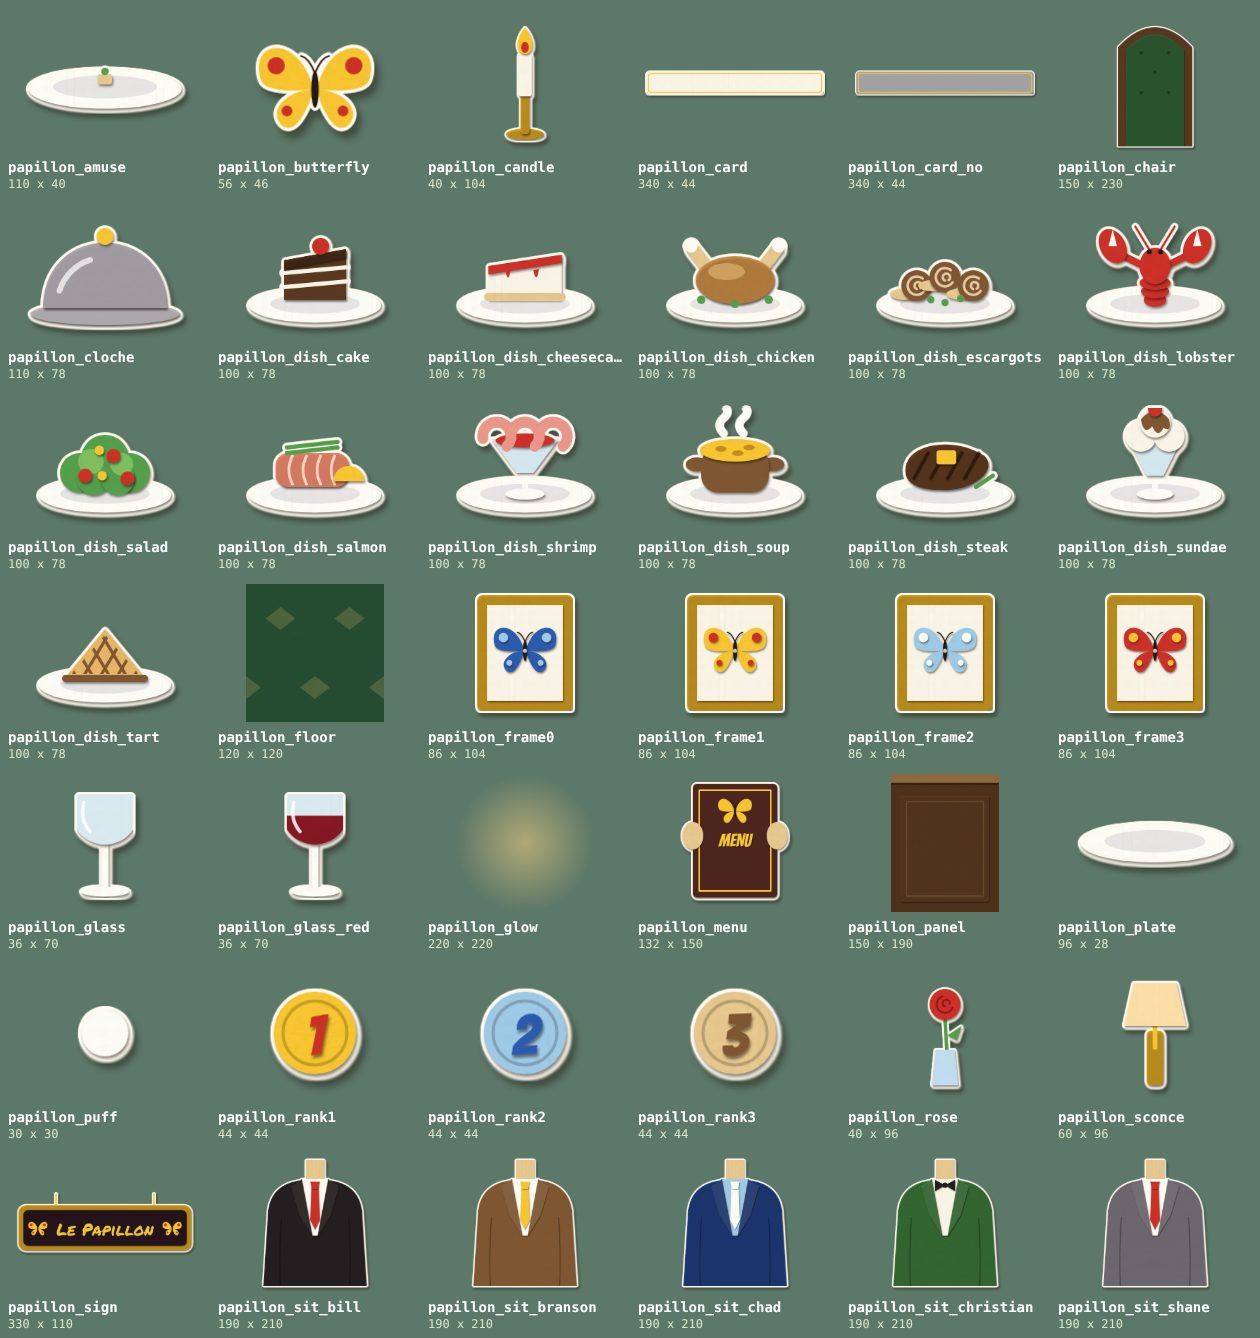 papillon_amuse
110 x 40
papillon_butterfly
56 x 46
papillon_candle
40 x 104
papillon_card
340 x 44
papillon_card_no
340 x 44
papillon_chair
150 x 230
papillon_cloche
110 x 78
papillon_dish_cake
100 x 78
papillon_dish_cheeseca…
100 x 78
papillon_dish_chicken
100 x 78
papillon_dish_escargots
100 x 78
papillon_dish_lobster
100 x 78
papillon_dish_salad
100 x 78
papillon_dish_salmon
100 x 78
papillon_dish_shrimp
100 x 78
papillon_dish_soup
100 x 78
papillon_dish_steak
100 x 78
papillon_dish_sundae
100 x 78
papillon_dish_tart
100 x 78
papillon_floor
120 x 120
papillon_frame0
86 x 104
papillon_frame1
86 x 104
papillon_frame2
86 x 104
papillon_frame3
86 x 104
papillon_glass
36 x 70
papillon_glass_red
36 x 70
papillon_glow
220 x 220
MENU
papillon_menu
132 x 150
papillon_panel
150 x 190
papillon_plate
96 x 28
papillon_puff
30 x 30
1
papillon_rank1
44 x 44
2
papillon_rank2
44 x 44
3
papillon_rank3
44 x 44
papillon_rose
40 x 96
papillon_sconce
60 x 96
Le Papillon
papillon_sign
330 x 110
papillon_sit_bill
190 x 210
papillon_sit_branson
190 x 210
papillon_sit_chad
190 x 210
papillon_sit_christian
190 x 210
papillon_sit_shane
190 x 210